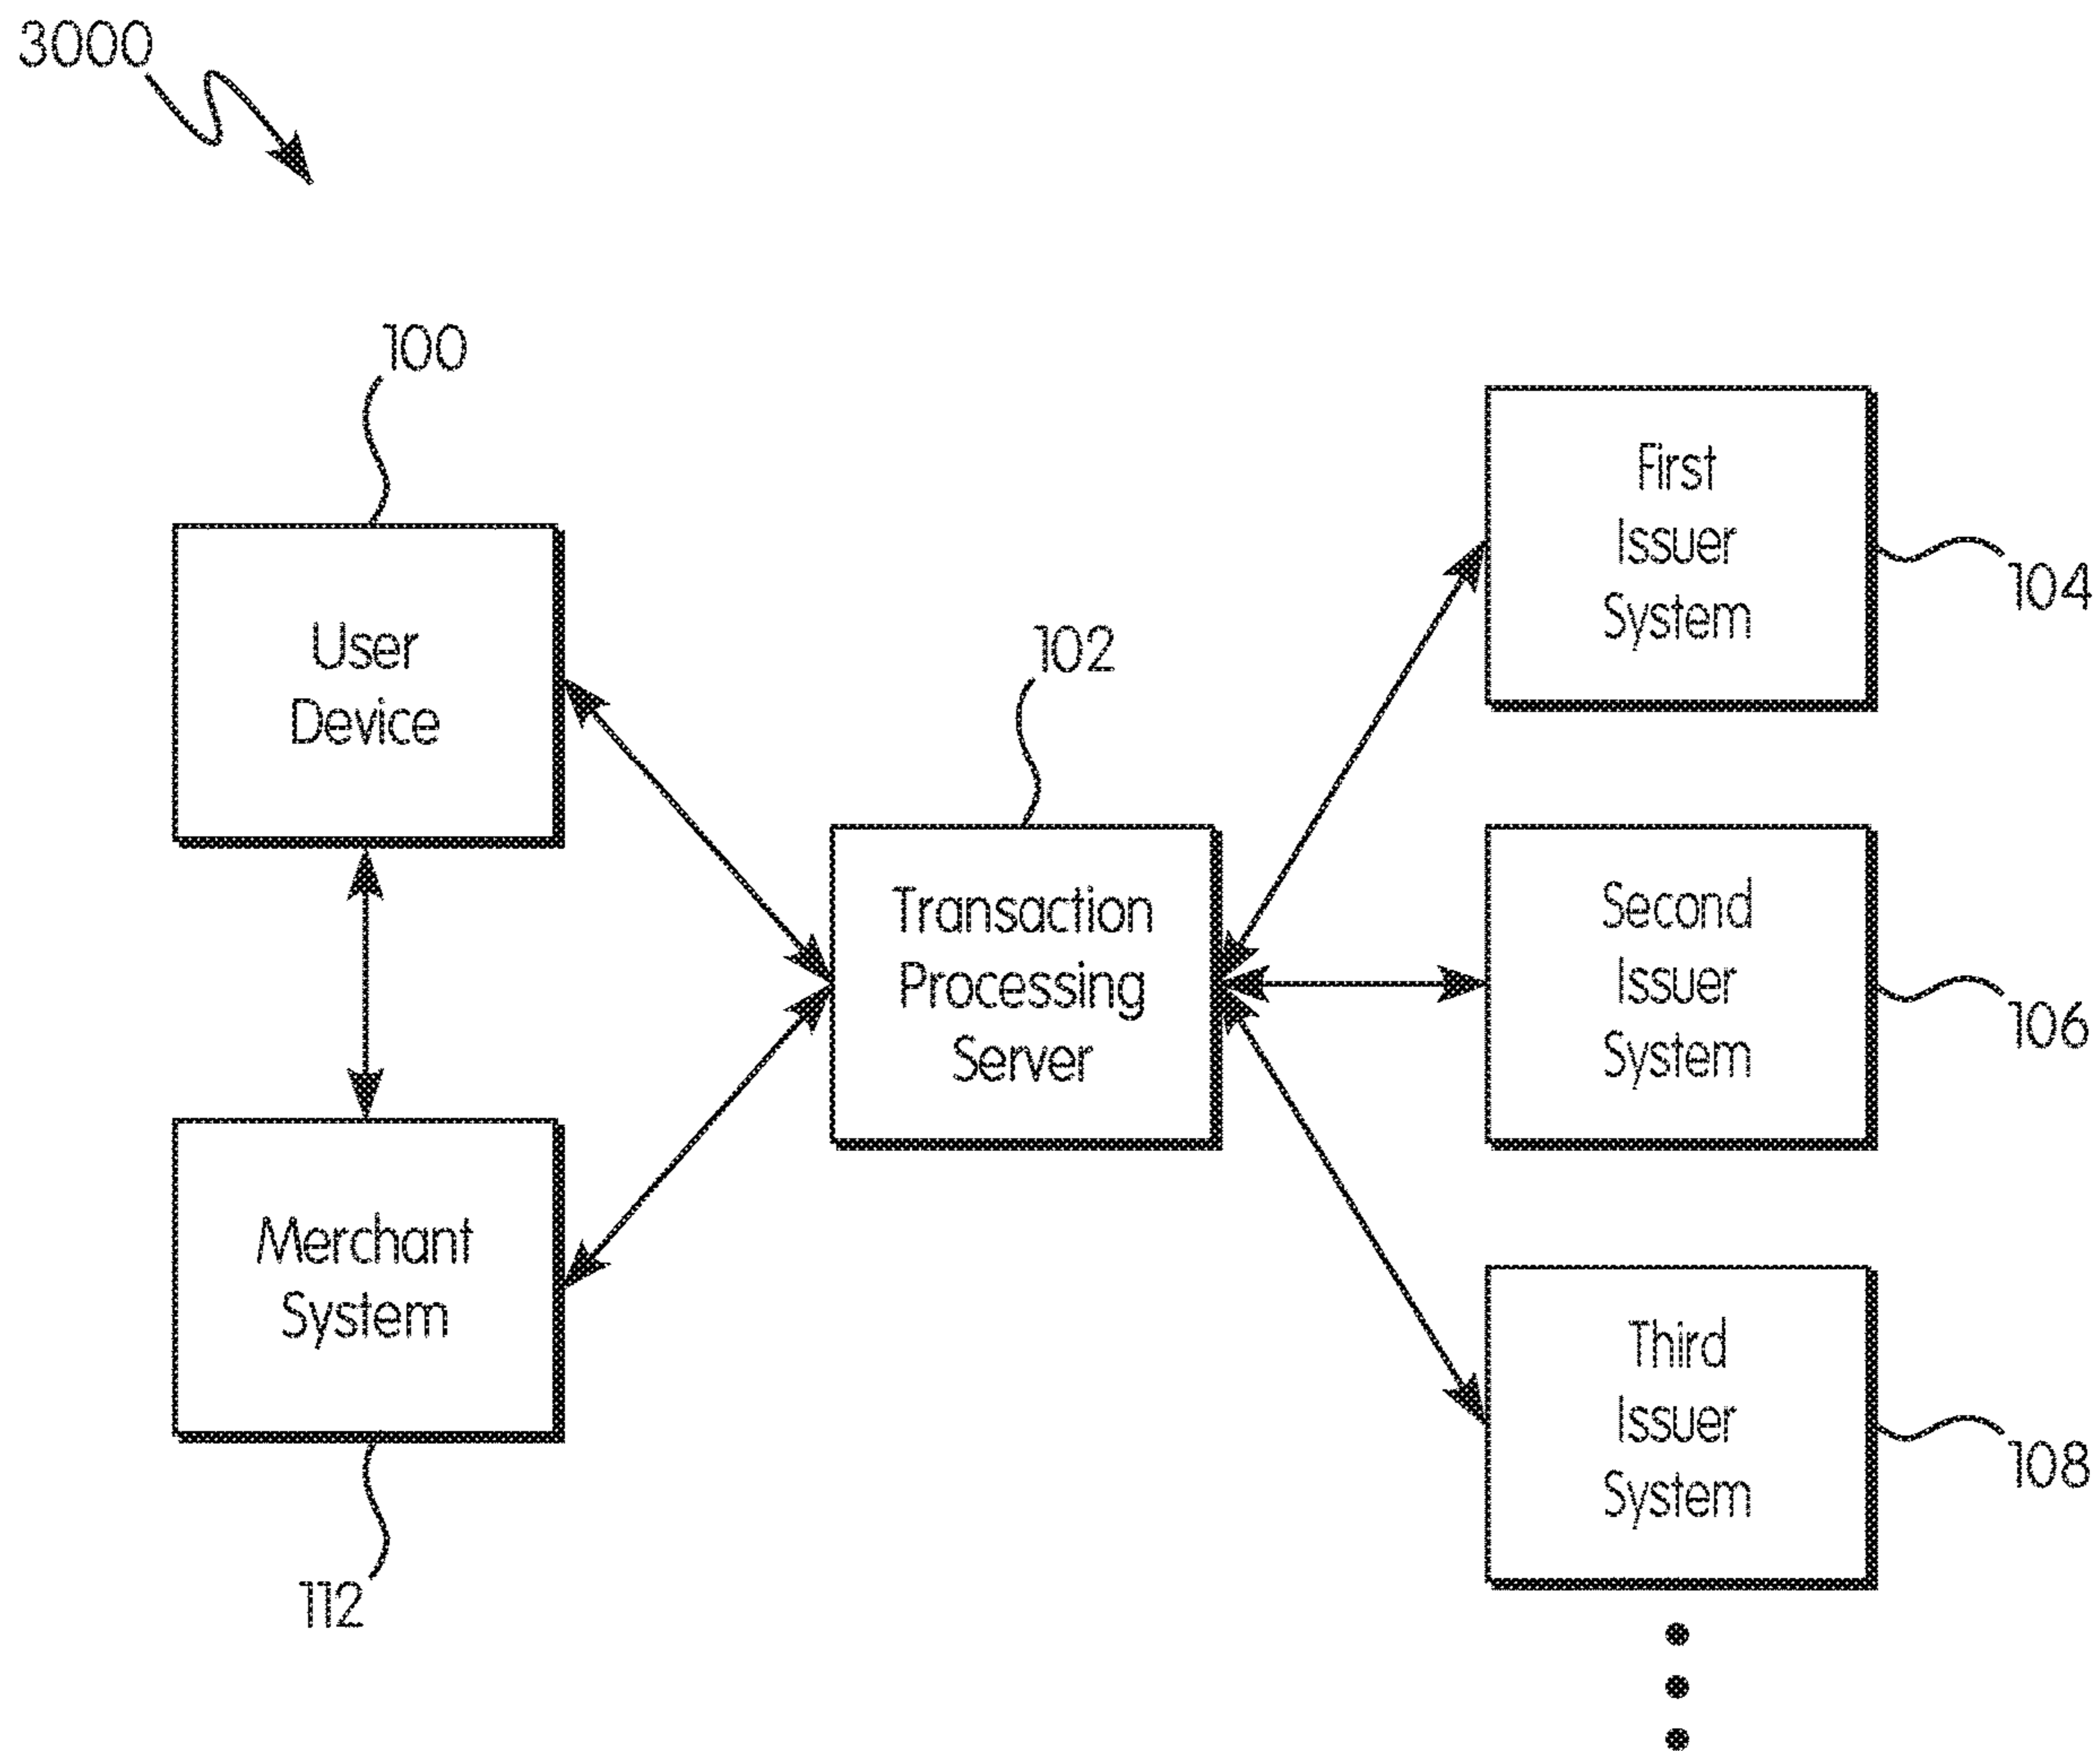 3000
100
User
Device
102
Transaction
Processing
Server
First
Issuer
System
104
Second
Issuer
System
106
Merchant
System
112
Third
Issuer
System
108